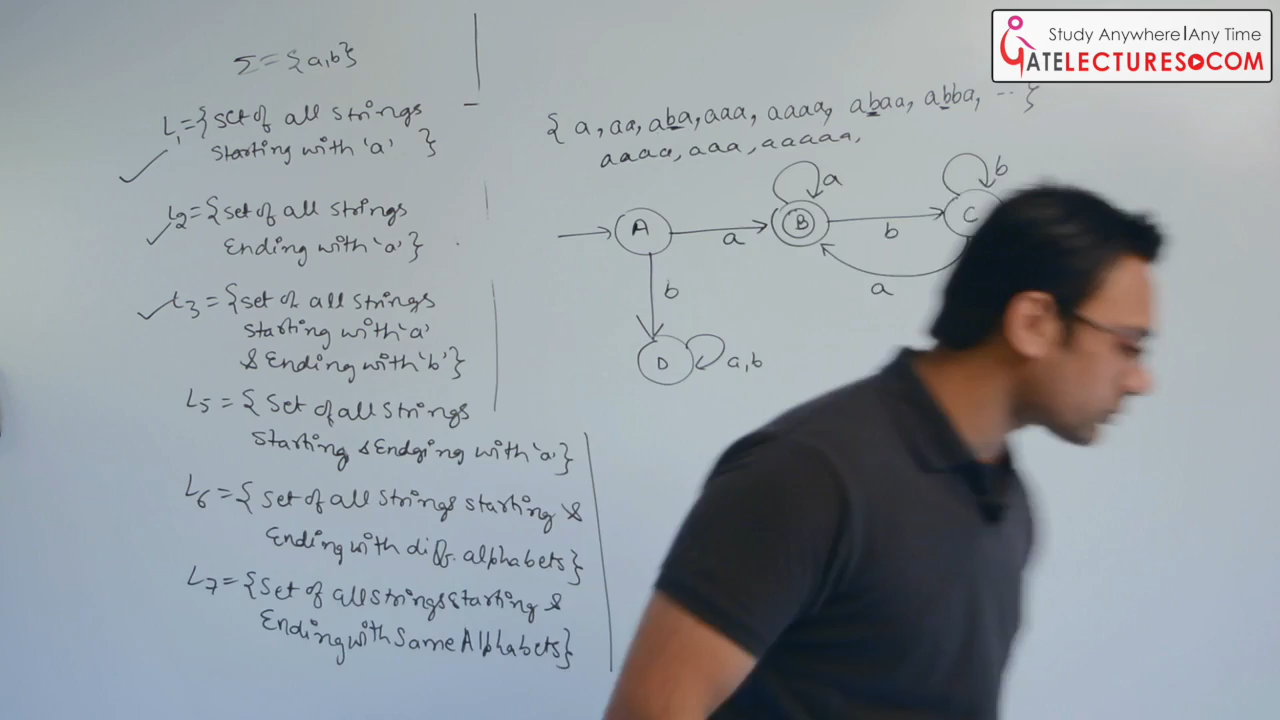 Study Anywhere | Any Time
GATELECTURES.COM
Σ = {a,b}
L1={set of all strings
starting with 'a' }
L2={set of all strings
Ending with 'a'}
L3 = {set of all strings
starting with 'a'
& Ending with 'b'}
L5 = { Set of all strings
starting & Endging with 'a'}
L6 = { set of all strings starting &
Ending with diff. alphabets}
L7 = {Set of all strings starting &
Ending with Same Alphabets}
{ a, aa, aba, aaa, aaaa, abaa, abba, ... }
aaaa, aaa, aaaaa,
A
a
B
a
b
C
b
a
b
D
a,b